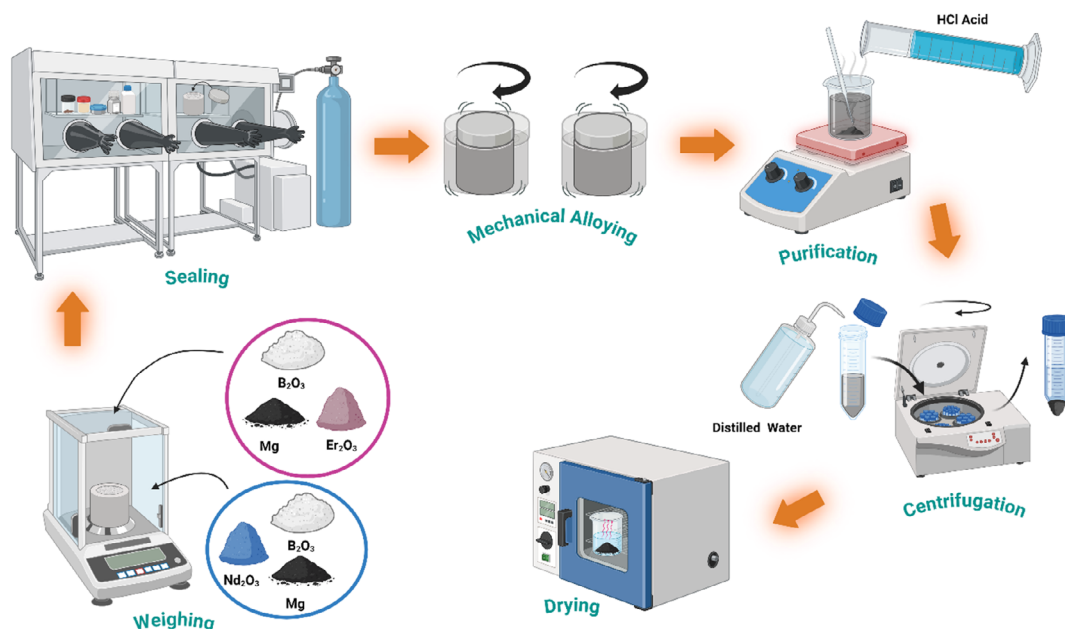 HCl Acid
Sealing
Mechanical Alloying
Purification
B₂O₃
Mg
Er₂O₃
B₂O₃
Nd₂O₃
Mg
Weighing
Distilled Water
Centrifugation
Drying